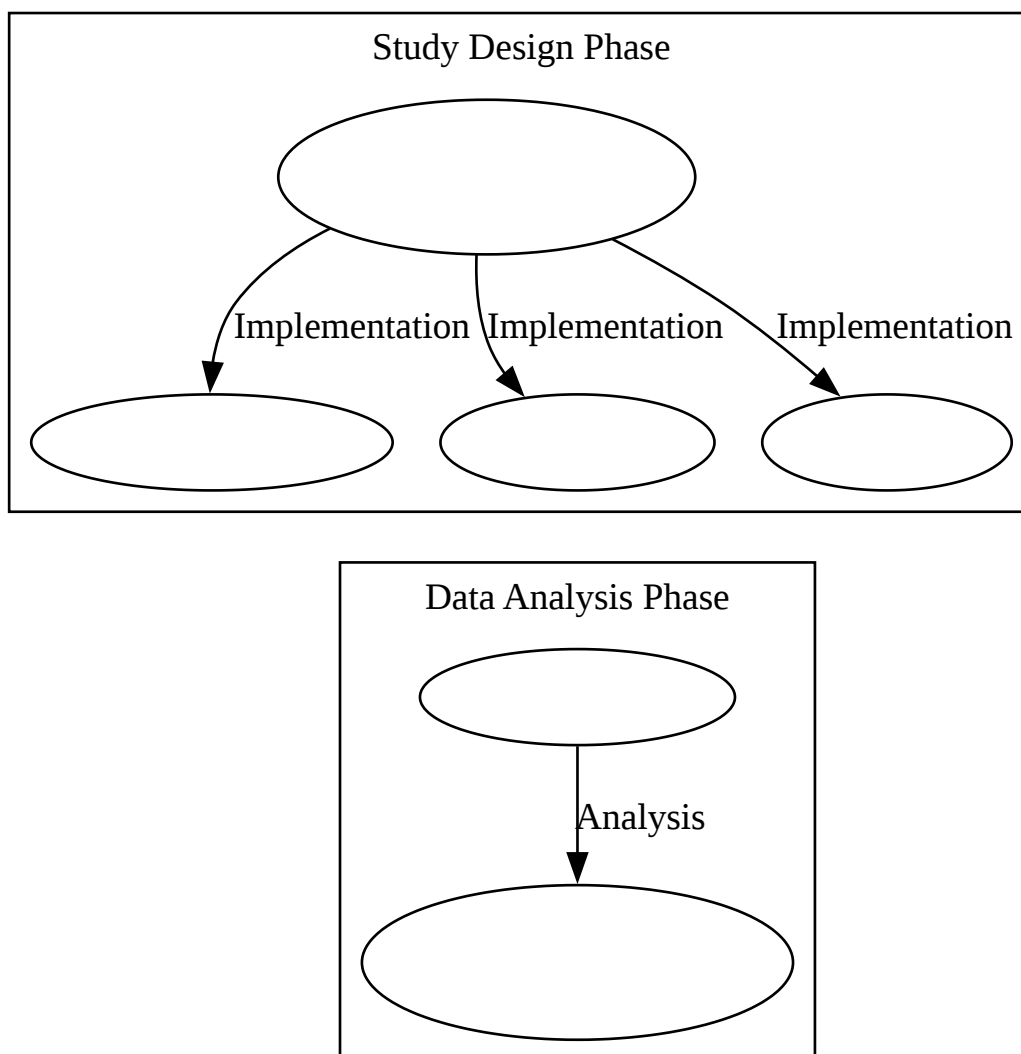 Study Design Phase
Implementation Implementation Implementation
Data Analysis Phase
Analysis